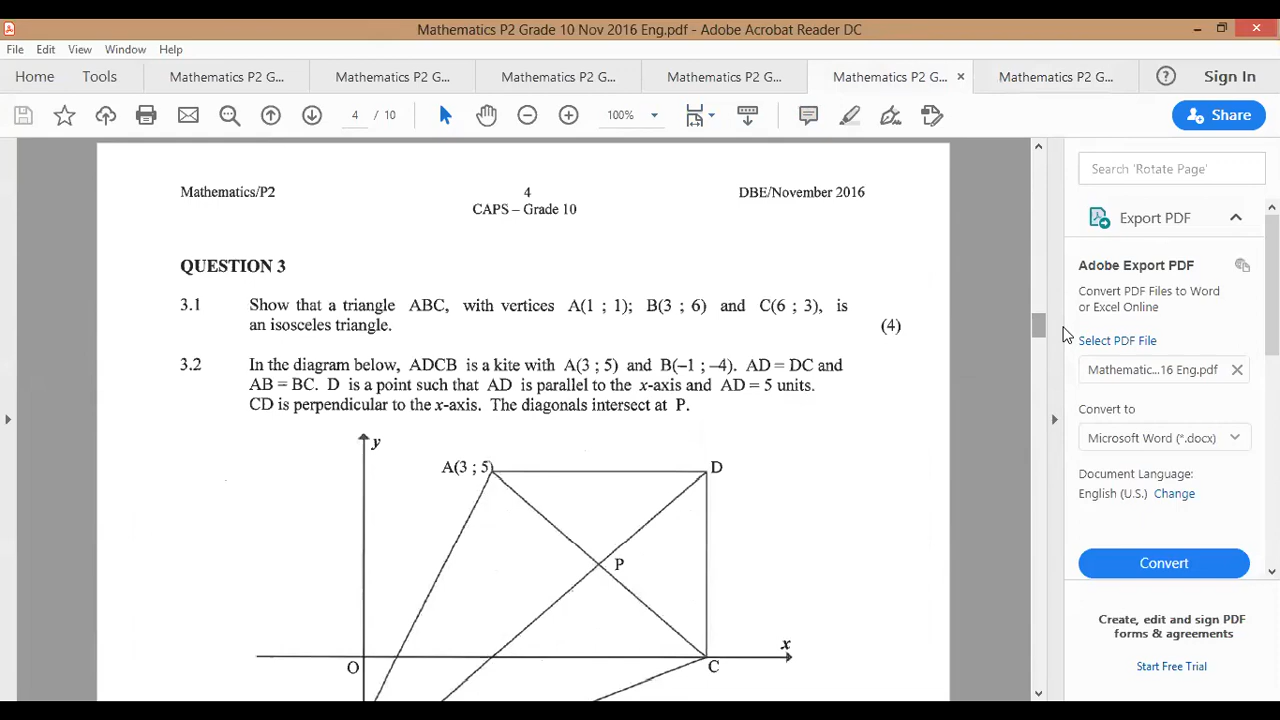 Mathematics P2 Grade 10 Nov 2016 Eng.pdf - Adobe Acrobat Reader DC
File Edit View Window Help
Home Tools Mathematics P2 G... Mathematics P2 G... Mathematics P2 G... Mathematics P2 G... Mathematics P2 G... × Mathematics P2 G... Sign In
4 / 10 100% Share
Search 'Rotate Page'
Export PDF
Adobe Export PDF
Convert PDF Files to Word
or Excel Online
Select PDF File
Mathematic...16 Eng.pdf
Convert to
Microsoft Word (*.docx)
Document Language:
English (U.S.) Change
Convert
Create, edit and sign PDF
forms & agreements
Start Free Trial
Mathematics/P2 4 DBE/November 2016
CAPS – Grade 10
QUESTION 3
3.1 Show that a triangle ABC, with vertices A(1 ; 1); B(3 ; 6) and C(6 ; 3), is
an isosceles triangle. (4)
3.2 In the diagram below, ADCB is a kite with A(3 ; 5) and B(–1 ; –4). AD = DC and
AB = BC. D is a point such that AD is parallel to the x-axis and AD = 5 units.
CD is perpendicular to the x-axis. The diagonals intersect at P.
y
A(3 ; 5) D
P
x
O C